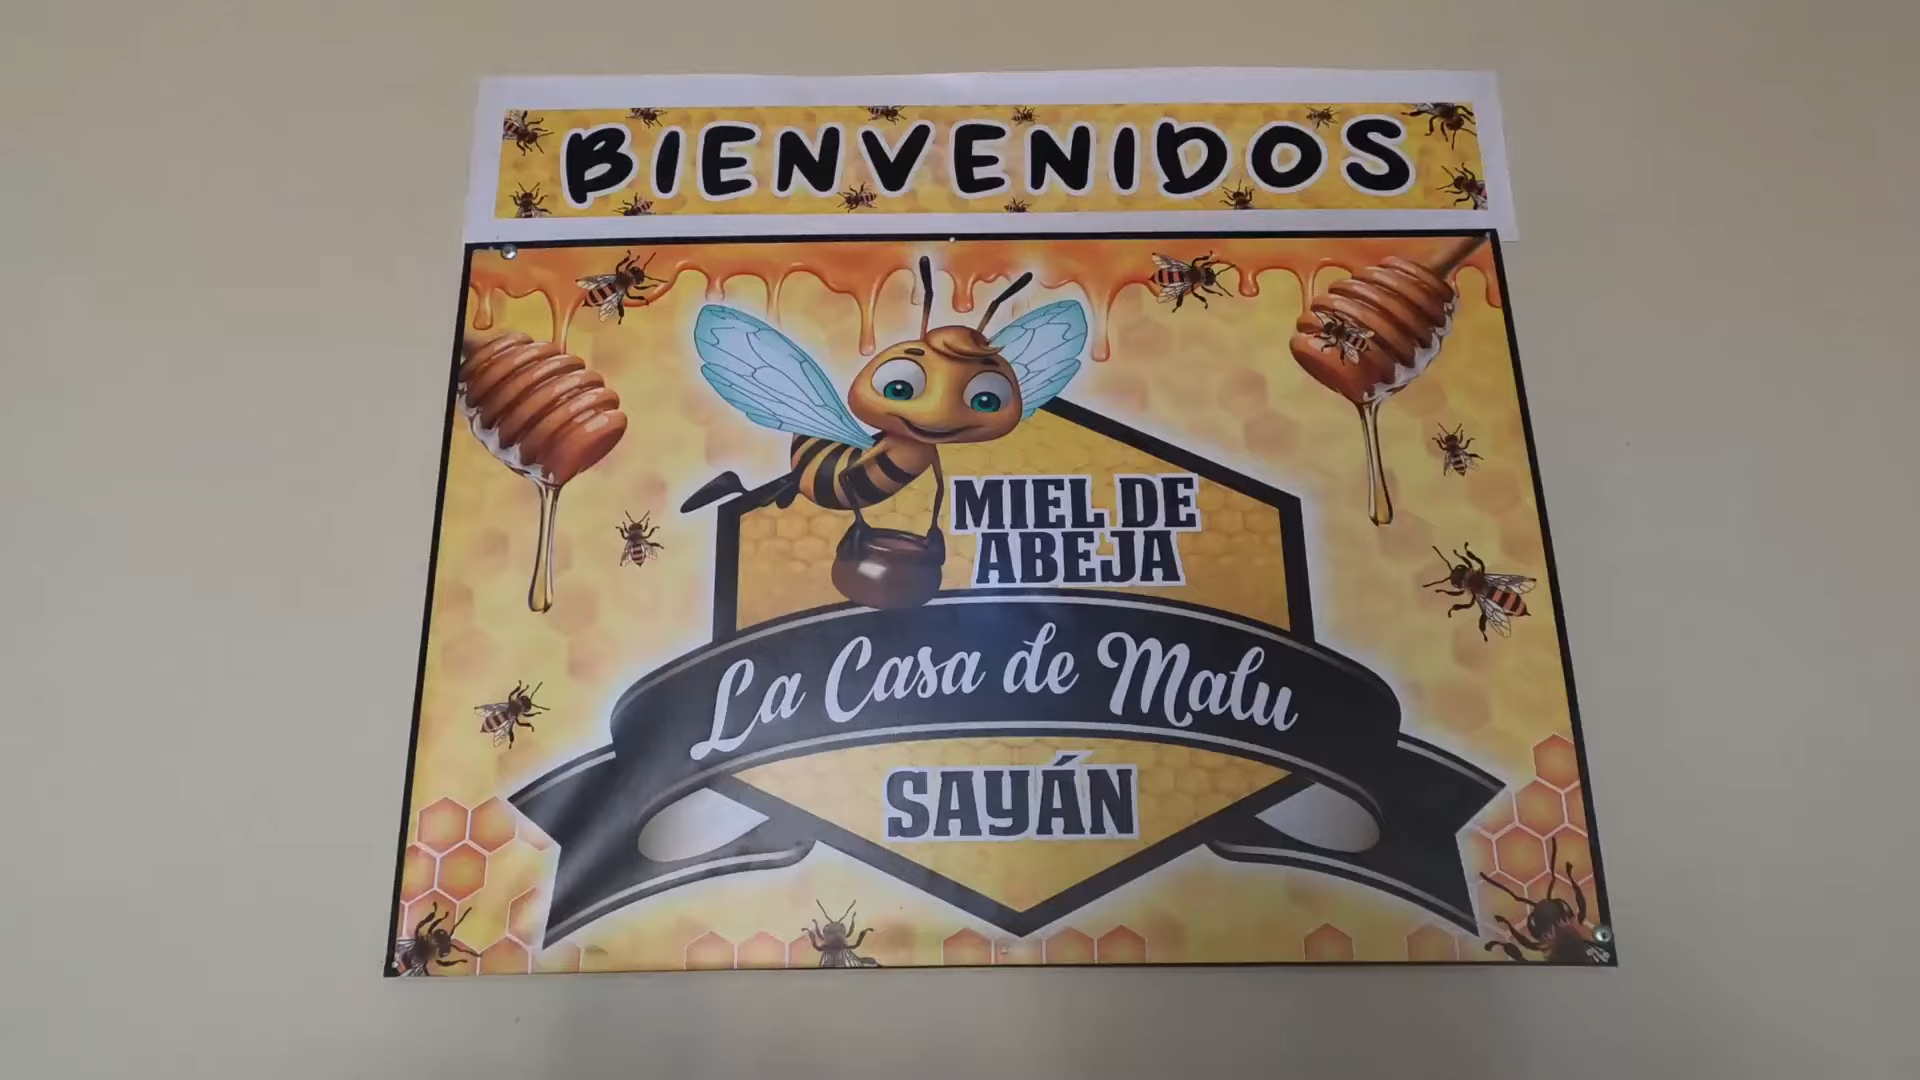 BIENVENIDOS
MIEL DE
ABEJA
La Casa de Malu
SAYÁN